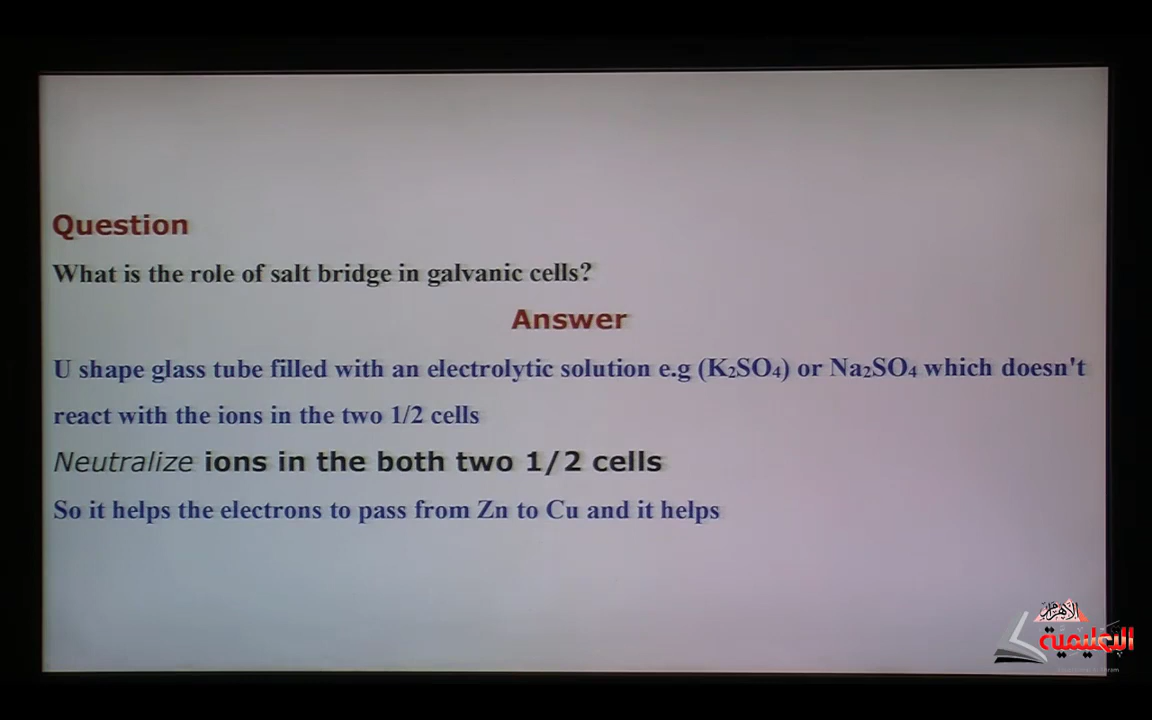 Question
What is the role of salt bridge in galvanic cells?
Answer
U shape glass tube filled with an electrolytic solution e.g (K₂SO₄) or Na₂SO₄ which doesn't
react with the ions in the two 1/2 cells
Neutralize ions in the both two 1/2 cells
So it helps the electrons to pass from Zn to Cu and it helps
الأهرام
التعليمية